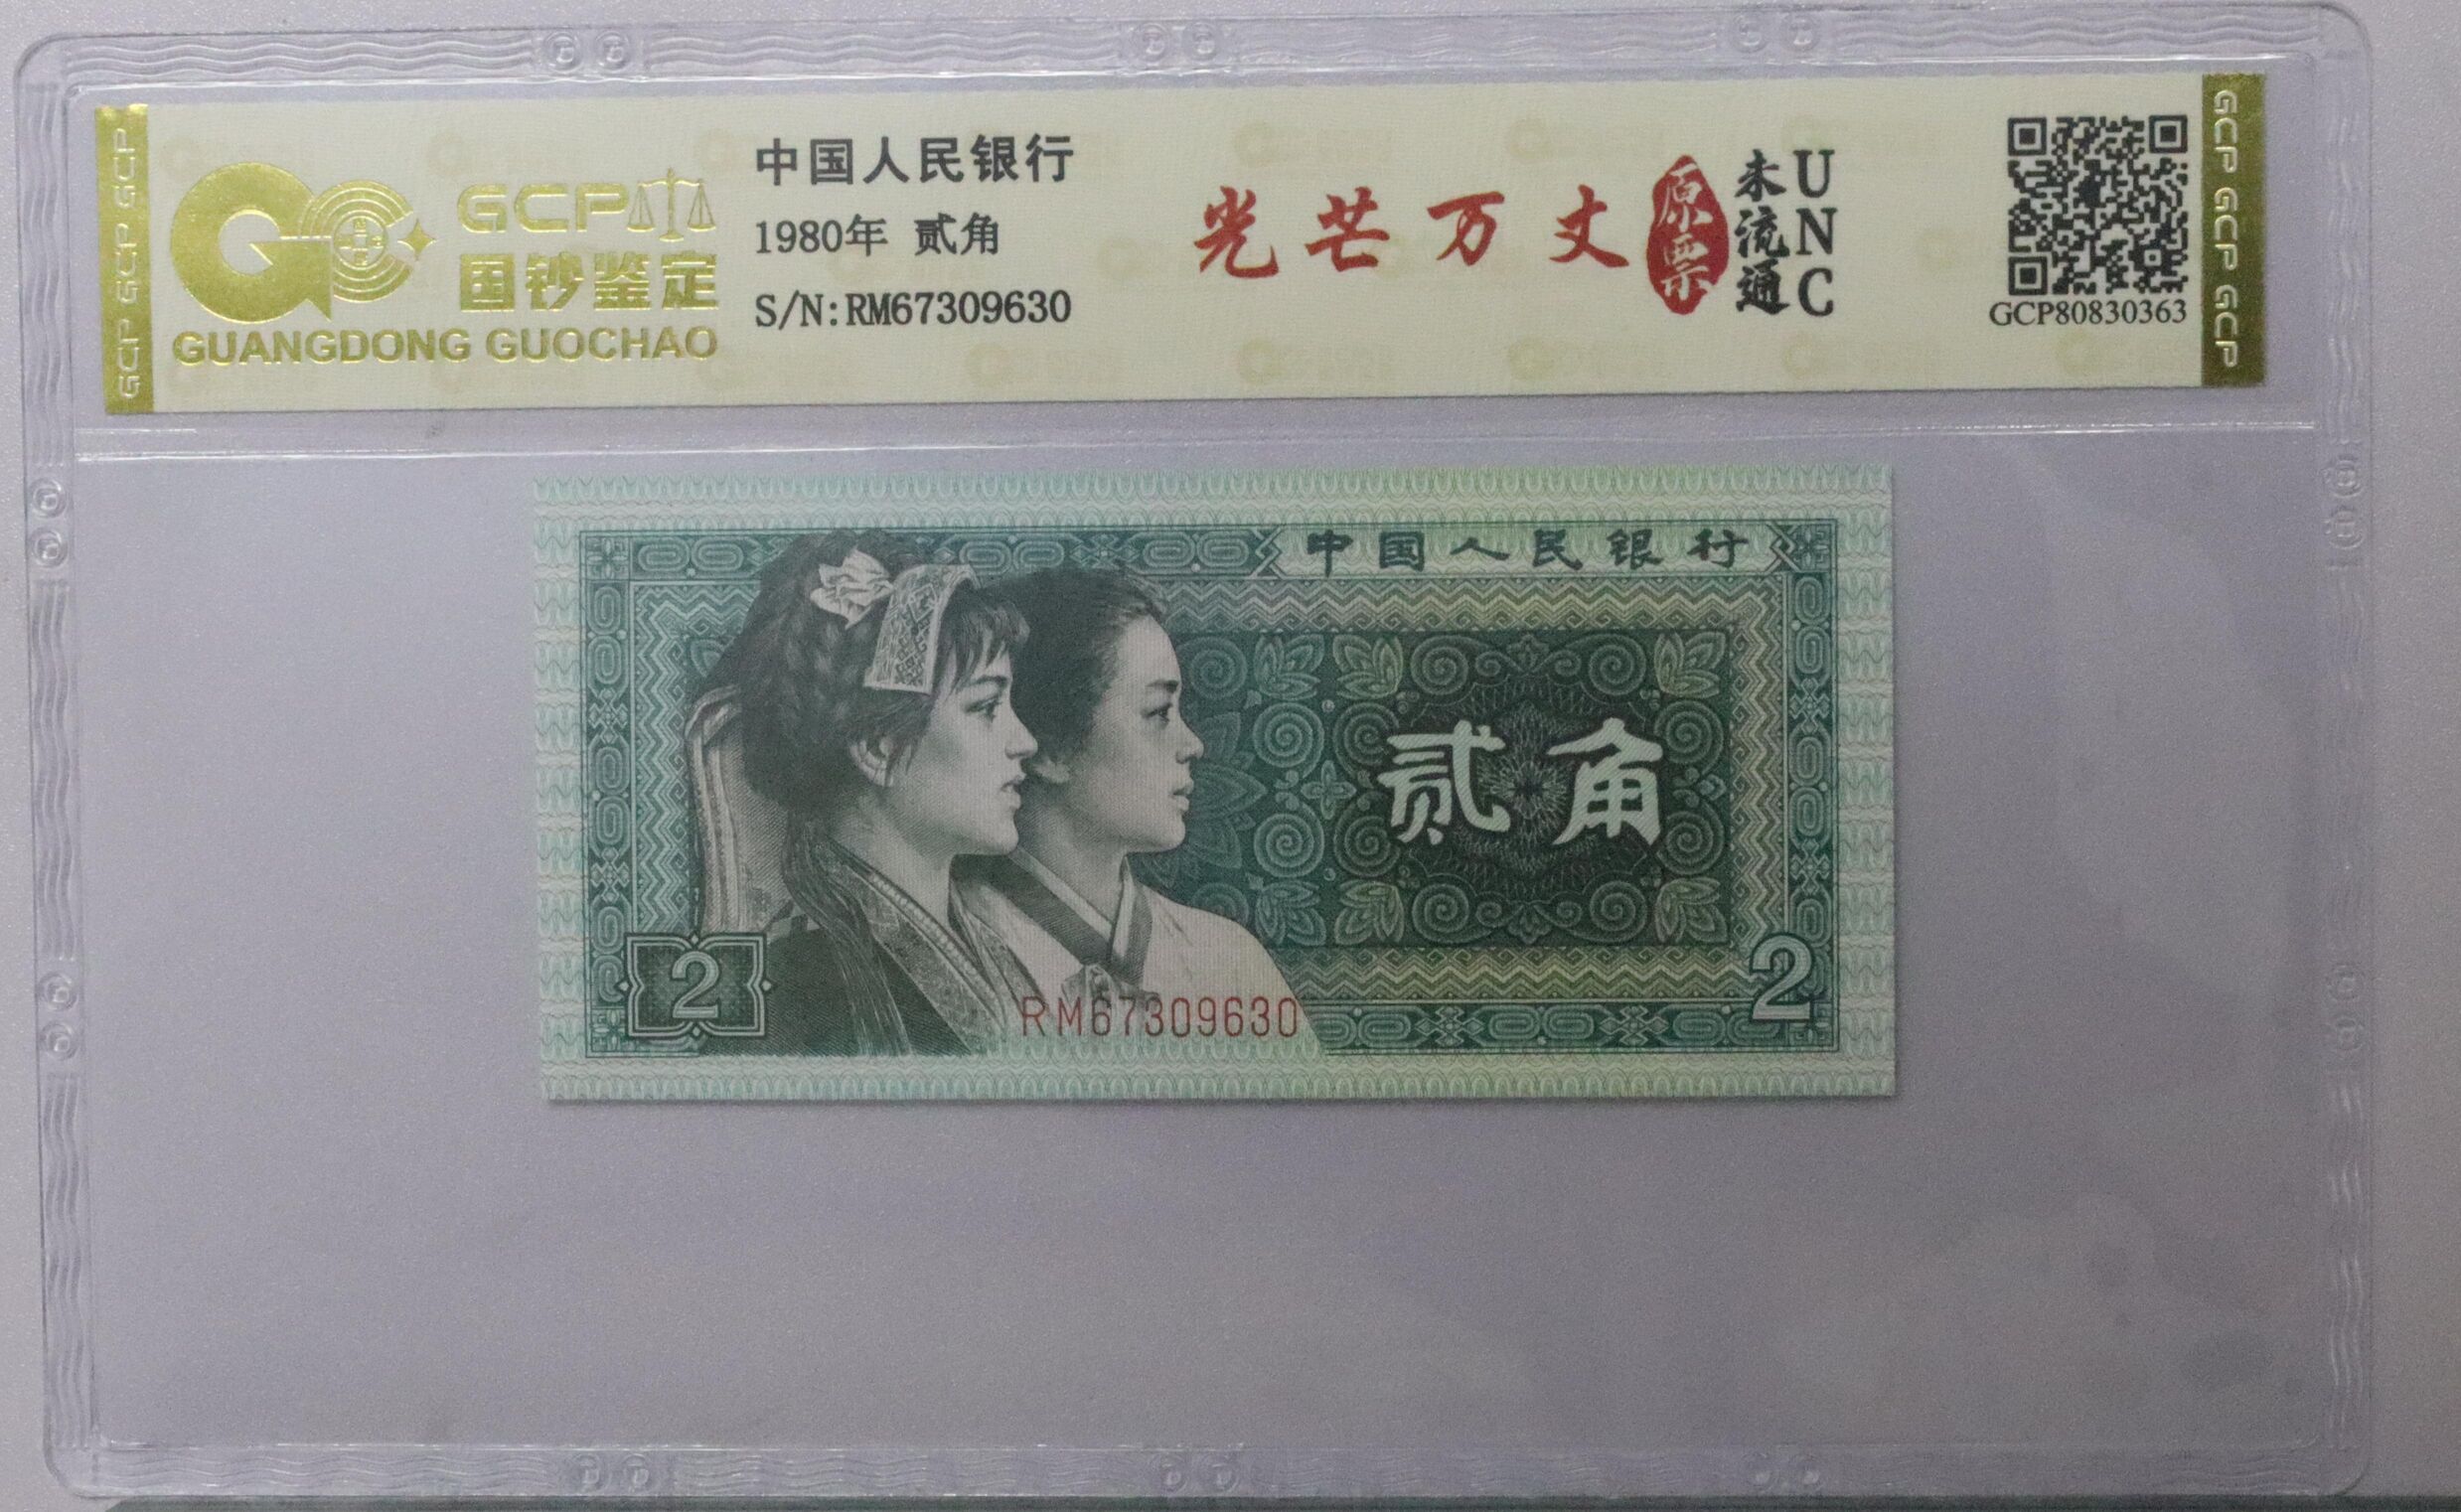 GCP GCP GCP
GCP
国钞鉴定
GUANGDONG GUOCHAO
中国人民银行
1980年 贰角
S/N:RM67309630
光芒万丈
原票
未流通
UNC
GCP80830363
GCP GCP GCP
中国人民银行
贰角
2
RM67309630
2